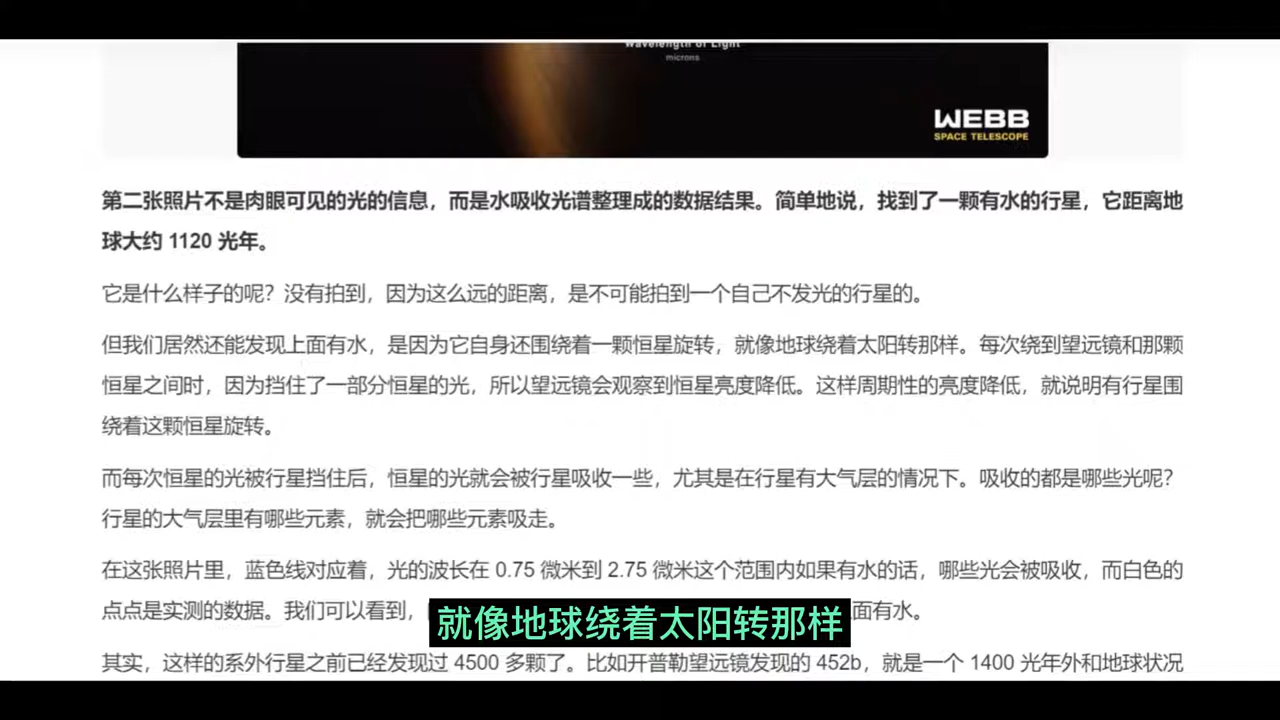 Wavelength of Light
microns
WEBB
SPACE TELESCOPE
第二张照片不是肉眼可见的光的信息，而是水吸收光谱整理成的数据结果。简单地说，找到了一颗有水的行星，它距离地
球大约 1120 光年。
它是什么样子的呢？没有拍到，因为这么远的距离，是不可能拍到一个自己不发光的行星的。
但我们居然还能发现上面有水，是因为它自身还围绕着一颗恒星旋转，就像地球绕着太阳转那样。每次绕到望远镜和那颗
恒星之间时，因为挡住了一部分恒星的光，所以望远镜会观察到恒星亮度降低。这样周期性的亮度降低，就说明有行星围
绕着这颗恒星旋转。
而每次恒星的光被行星挡住后，恒星的光就会被行星吸收一些，尤其是在行星有大气层的情况下。吸收的都是哪些光呢？
行星的大气层里有哪些元素，就会把哪些元素吸走。
在这张照片里，蓝色线对应着，光的波长在 0.75 微米到 2.75 微米这个范围内如果有水的话，哪些光会被吸收，而白色的
点点是实测的数据。我们可以看到，
面有水。
就像地球绕着太阳转那样
其实，这样的系外行星之前已经发现过 4500 多颗了。比如开普勒望远镜发现的 452b，就是一个 1400 光年外和地球状况